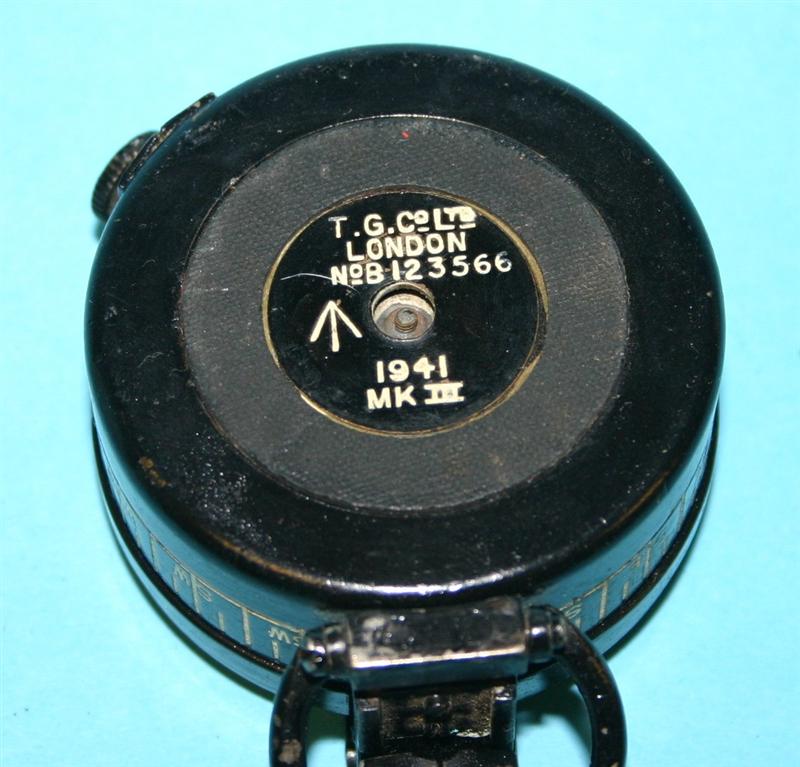 T.G.Co LTD
LONDON
No B 123566
1941
MK III